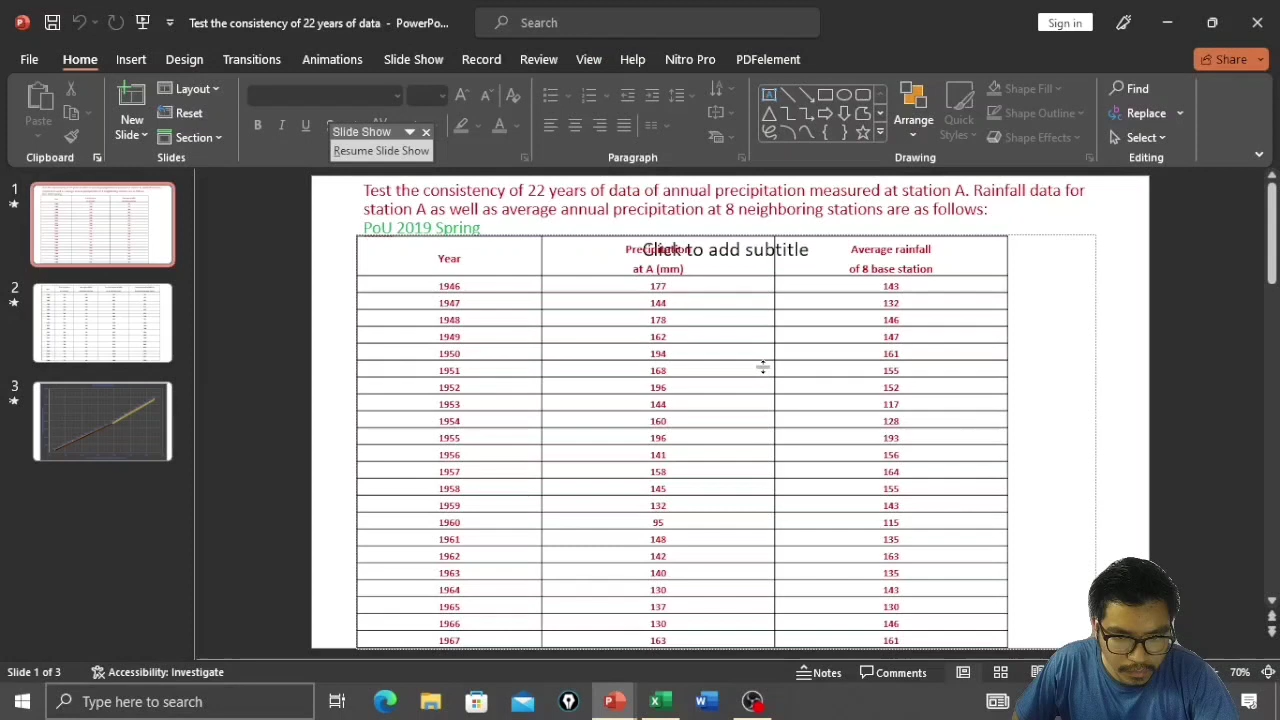 Test the consistency of 22 years of data - PowerPo...
Search
Sign in
File Home Insert Design Transitions Animations Slide Show Record Review View Help Nitro Pro PDFelement
Share
Paste
New
Slide
Layout
Reset
Section
B I U
Slide Show
Resume Slide Show
Arrange
Quick
Styles
Shape Fill
Shape Outline
Shape Effects
Find
Replace
Select
Clipboard
Slides
Paragraph
Drawing
Editing
1
2
3
Test the consistency of 22 years of data of annual precipitation measured at station A. Rainfall data for
station A as well as average annual precipitation at 8 neighboring stations are as follows:
PoU 2019 Spring
Click to add subtitle
Year Precipitation at A (mm) Average rainfall of 8 base station
1946 177 143
1947 144 132
1948 178 146
1949 162 147
1950 194 161
1951 168 155
1952 196 152
1953 144 117
1954 160 128
1955 196 193
1956 141 156
1957 158 164
1958 145 155
1959 132 143
1960 95 115
1961 148 135
1962 142 163
1963 140 135
1964 130 143
1965 137 130
1966 130 146
1967 163 161
Slide 1 of 3
Accessibility: Investigate
Notes
Comments
70%
Type here to search